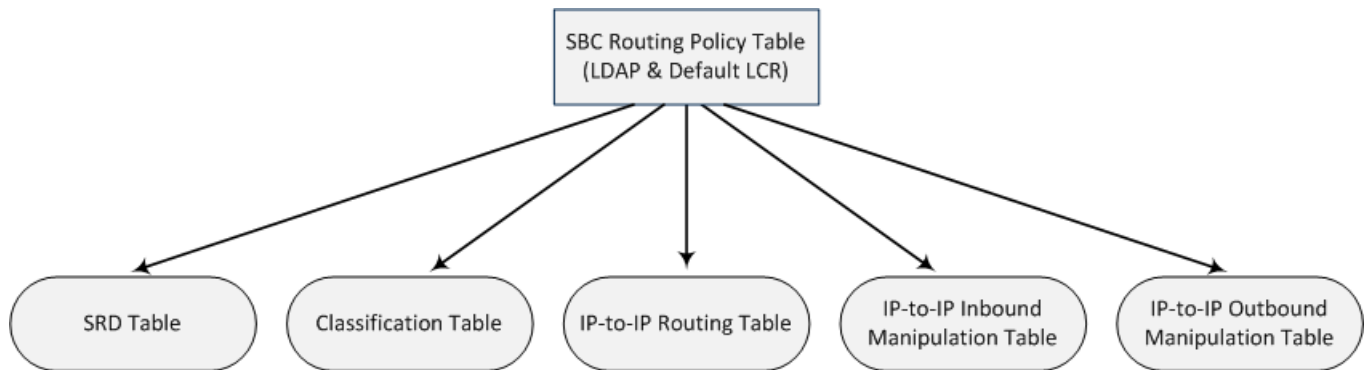 SBC Routing Policy Table
(LDAP & Default LCR)
SRD Table
Classification Table
IP-to-IP Routing Table
IP-to-IP Inbound
Manipulation Table
IP-to-IP Outbound
Manipulation Table